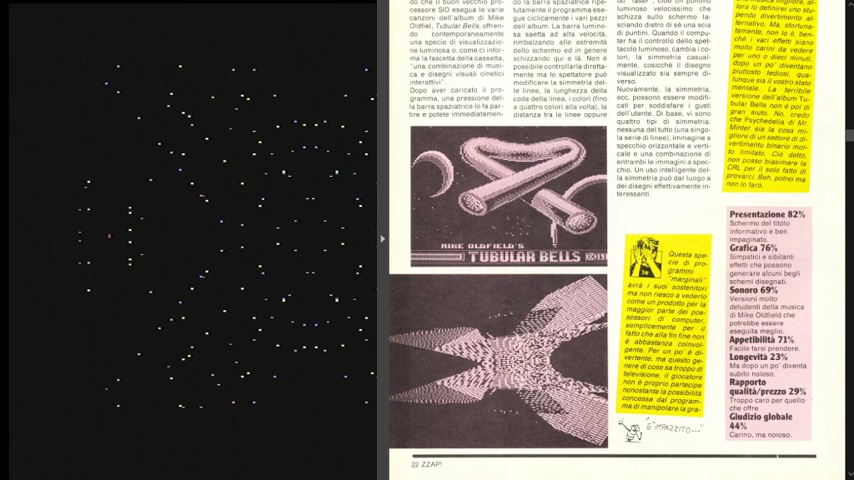 do che il buon vecchio pro-
cessore SID esegua le varie
canzoni dell'album di Mike
Oldfield, Tubular Bells, offren-
do contemporaneamente
una specie di visualizzazio-
ne luminosa o, come ci infor-
ma la fascetta della cassetta,
"una combinazione di musi-
ca e disegni visuali cinetici
interattivi".
Dopo aver caricato il pro-
gramma, una pressione del-
la barra spaziatrice lo fa par-
tire e potete immediatamen-
do la barra spaziatrice ripe-
tutamente il programma ese-
gue ciclicamente i vari pezzi
dell'album. La barra lumino-
sa saetta ad alta velocità,
rimbalzando alle estremità
dello schermo ed in genere
schizzando qui e là. Non è
possibile controllarla diretta-
mente ma lo spettatore può
modificare la simmetria del-
le linee, la lunghezza della
coda della linea, i colori (fino
a quattro colori alla volta), la
distanza tra le linee oppure
MIKE OLDFIELD'S
TUBULAR BELLS
do "laser", cioè un puntino
luminoso velocissimo che
schizza sullo schermo la-
sciando dietro di sé una scia
di puntini. Quando il compu-
ter ha il controllo dello spet-
tacolo luminoso, cambia i co-
lori, la simmetria casual-
mente, cosicché il disegno
visualizzato sia sempre di-
verso.
Nuovamente, la simmetria,
ecc. possono essere modifi-
cati per soddisfare i gusti
dell'utente. Di base, vi sono
quattro tipi di simmetria:
nessuna del tutto (una singo-
la serie di linee), immagine a
specchio orizzontale e verti-
cale e una combinazione di
entrambi le immagini a spec-
chio. Un uso intelligente del-
la simmetria può dar luogo a
dei disegni effettivamente in-
teressanti.
Questa spe-
cie di pro-
grammi
"marginali"
avrà i suoi sostenitori
ma non riesco a vederlo
come un prodotto per la
maggior parte dei pos-
sessori di computer,
semplicemente per il
fatto che alla fin fine non
è abbastanza coinvol-
gente. Per un po' è di-
vertente, ma questo ge-
nere di cose sa troppo di
televisione, il giocatore
non è proprio partecipe
nonostante la possibilità
concessa dal program-
ma di manipolare la gra-
lora lo definirei uno stu-
pendo divertimento al-
ternativo. Ma, sfortuna-
tamente, non lo è, ben-
ché i vari effetti siano
molto carini da vedere
per uno o dieci minuti,
dopo un po' diventano
piuttosto tediosi, qua-
lunque sia il vostro stato
mentale. La terribile
versione dell'album Tu-
bular Bells non è poi di
gran aiuto. No, credo
che Psychedelia di Mr.
Minter sia la cosa mi-
gliore di un settore di di-
vertimento binario mol-
to limitato. Ciò detto,
non posso biasimare la
CRL per il solo fatto di
provarci. Beh, potrei ma
non lo farò.
Presentazione 82%
Schermo del titolo
informativo e ben
impaginato.
Grafica 76%
Simpatici e sibilanti
effetti che possono
generare alcuni begli
schemi disegnati.
Sonoro 69%
Versioni molto
deludenti della musica
di Mike Oldfield che
potrebbe essere
eseguita meglio.
Appetibilità 71%
Facile farsi prendere.
Longevità 23%
Ma dopo un po' diventa
subito noioso.
Rapporto
qualità/prezzo 29%
Troppo caro per quello
che offre
Giudizio globale
44%
Carino, ma noioso.
22 ZZAP!